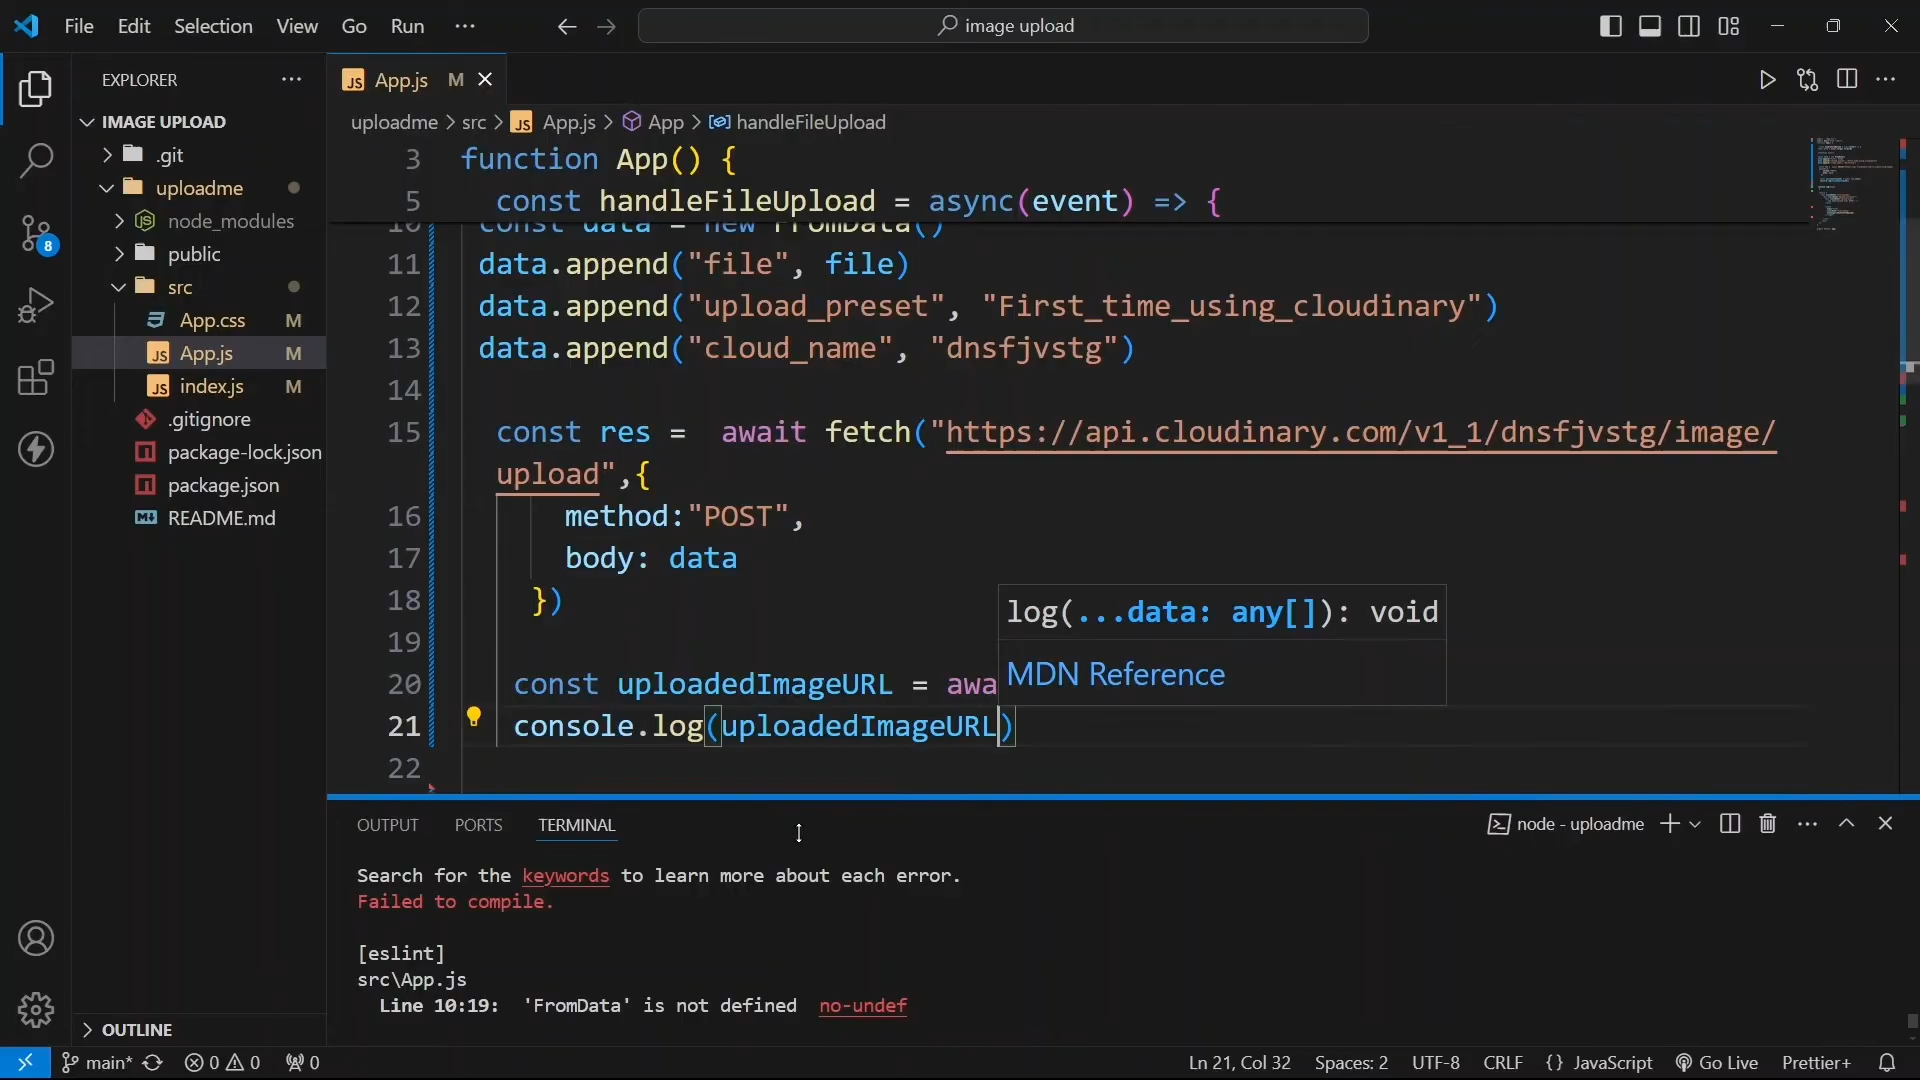 File Edit Selection View Go Run ···
image upload
EXPLORER
App.js M
IMAGE UPLOAD
.git
uploadme
node_modules
public
src
App.css M
App.js M
index.js M
.gitignore
package-lock.json
package.json
README.md
OUTLINE
8
uploadme > src > App.js > App > handleFileUpload
3 function App() {
5 const handleFileUpload = async(event) => {
10 const data = new FromData()
11 data.append("file", file)
12 data.append("upload_preset", "First_time_using_cloudinary")
13 data.append("cloud_name", "dnsfjvstg")
14
15 const res = await fetch("https://api.cloudinary.com/v1_1/dnsfjvstg/image/
upload",{
16 method:"POST",
17 body: data
18 })
19
log(...data: any[]): void
MDN Reference
20 const uploadedImageURL = awa
21 console.log(uploadedImageURL)
22
OUTPUT PORTS TERMINAL
node - uploadme
Search for the keywords to learn more about each error.
Failed to compile.
[eslint]
src\App.js
Line 10:19: 'FromData' is not defined no-undef
main* 0 0 0
Ln 21, Col 32 Spaces: 2 UTF-8 CRLF {} JavaScript Go Live Prettier+